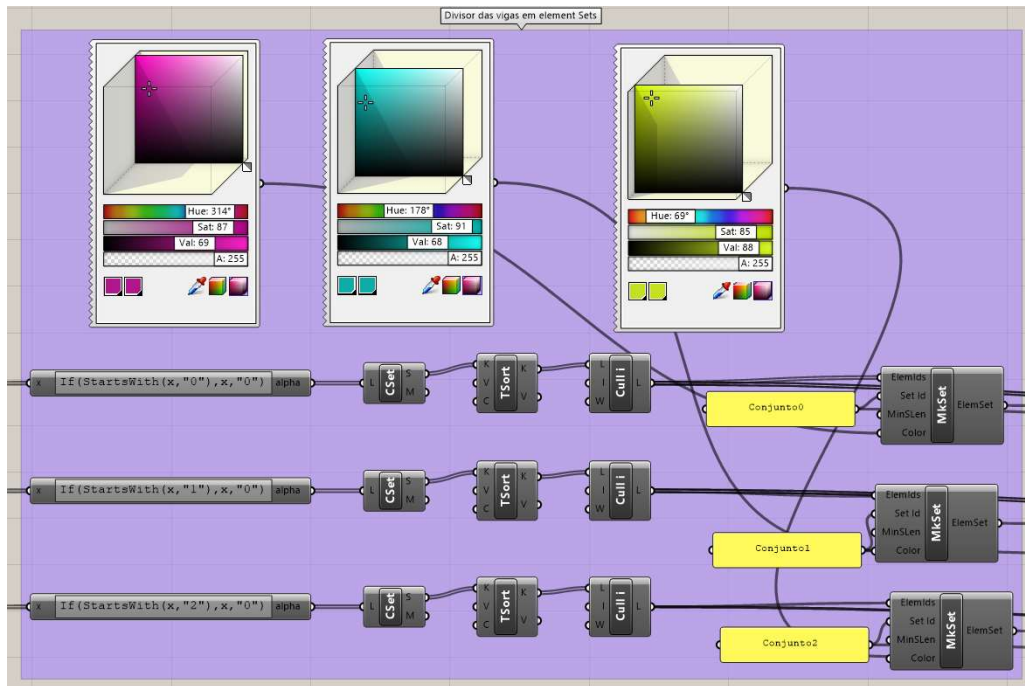 Divisor das vigas em element Sets
Hue: 314°
Sat: 87
Val: 69
A: 255
Hue: 178°
Sat: 91
Val: 68
A: 255
Hue: 69°
Sat: 85
Val: 88
A: 255
x If(StartsWith(x,"0"),x,"0") alpha
L CSet S M
K V C TSort K V
L I W Cull i L
Conjunto0
ElemIds Set Id MinSLen Color MkSet ElemSet
x If(StartsWith(x,"1"),x,"0") alpha
L CSet S M
K V C TSort K V
L I W Cull i L
Conjunto1
ElemIds Set Id MinSLen Color MkSet ElemSet
x If(StartsWith(x,"2"),x,"0") alpha
L CSet S M
K V C TSort K V
L I W Cull i L
Conjunto2
ElemIds Set Id MinSLen Color MkSet ElemSet